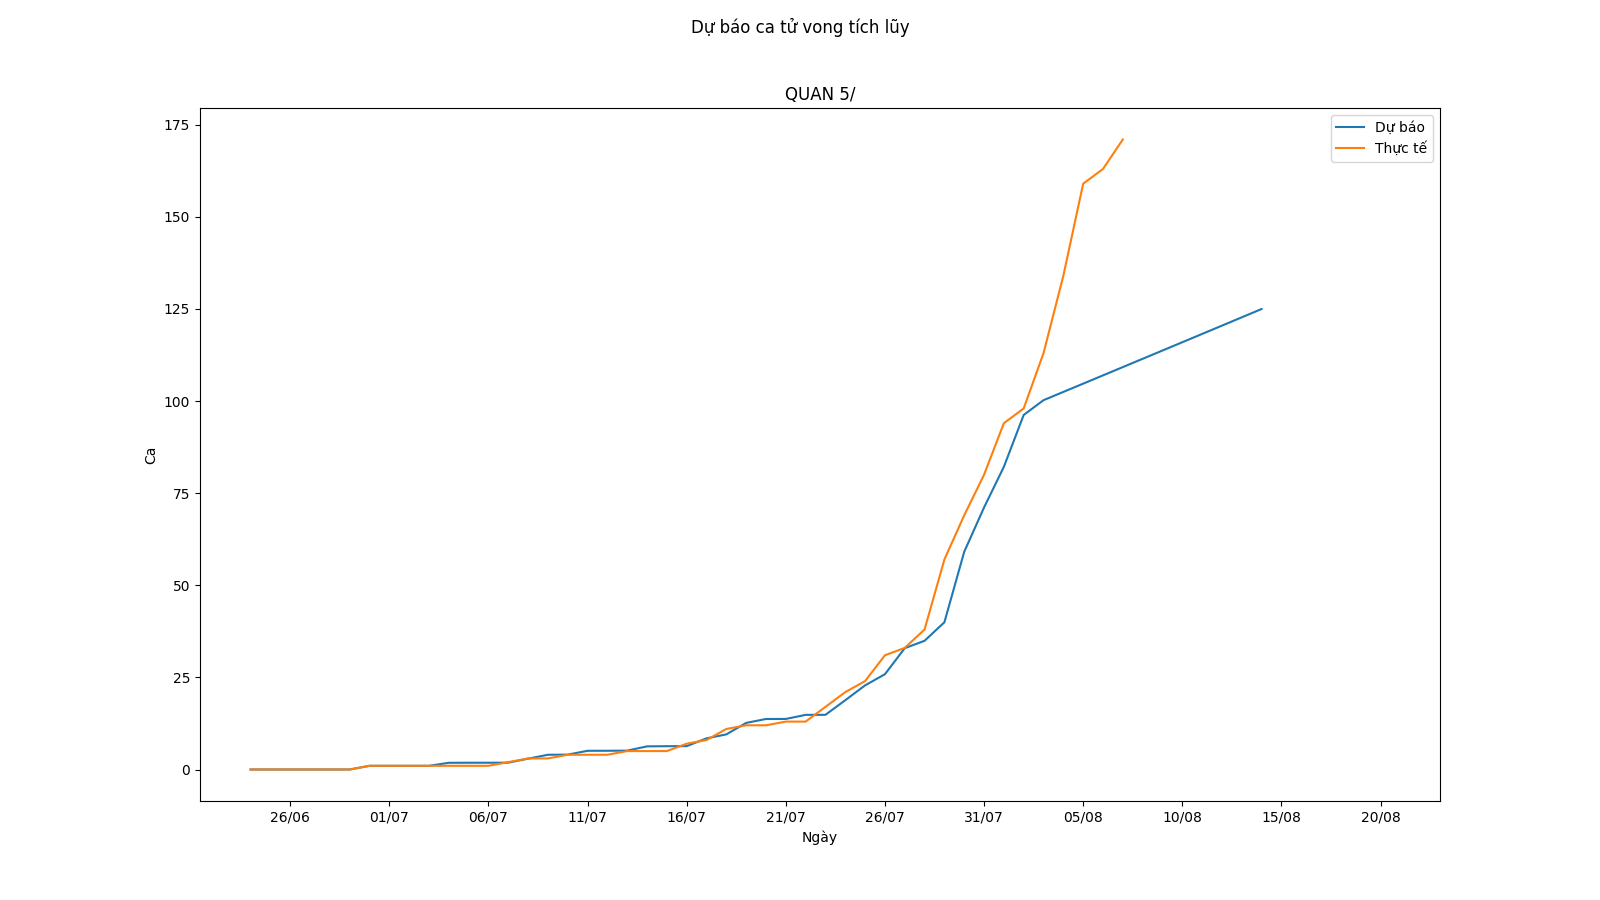 Dự báo ca tử vong tích lũy
QUAN 5/
Dự báo
Thực tế
175
150
125
100
75
50
25
0
Ca
26/06 01/07 06/07 11/07 16/07 21/07 26/07 31/07 05/08 10/08 15/08 20/08
Ngày